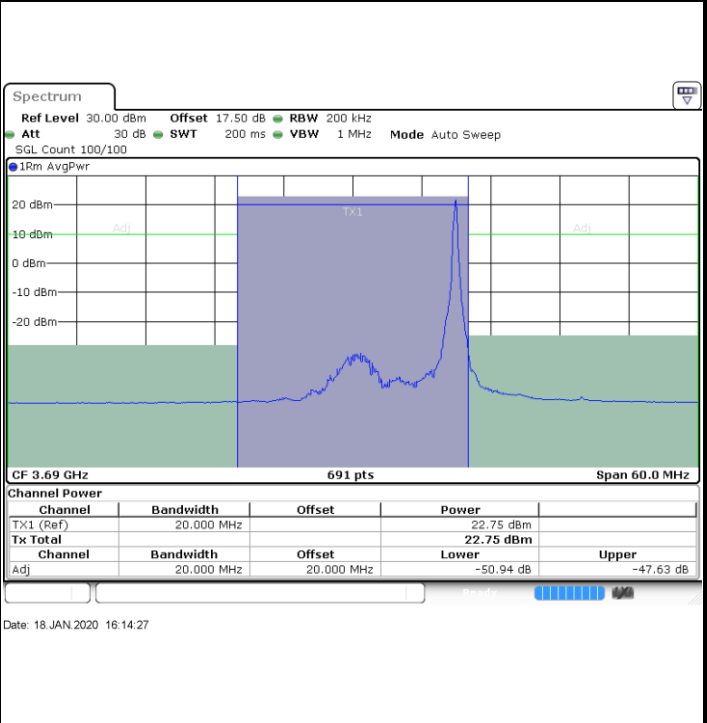 Spectrum
Ref Level 30.00 dBm Offset 17.50 dB RBW 200 kHz
Att 30 dB SWT 200 ms VBW 1 MHz Mode Auto Sweep
SGL Count 100/100
1Rm AvgPwr
20 dBm
TX1
Adj
Adj
10 dBm
0 dBm
-10 dBm
-20 dBm
CF 3.69 GHz 691 pts Span 60.0 MHz
Channel Power
Channel Bandwidth Offset Power
TX1 (Ref) 20.000 MHz 22.75 dBm
Tx Total 22.75 dBm
Channel Bandwidth Offset Lower Upper
Adj 20.000 MHz 20.000 MHz -50.94 dB -47.63 dB
Ready
Date: 18.JAN.2020 16:14:27